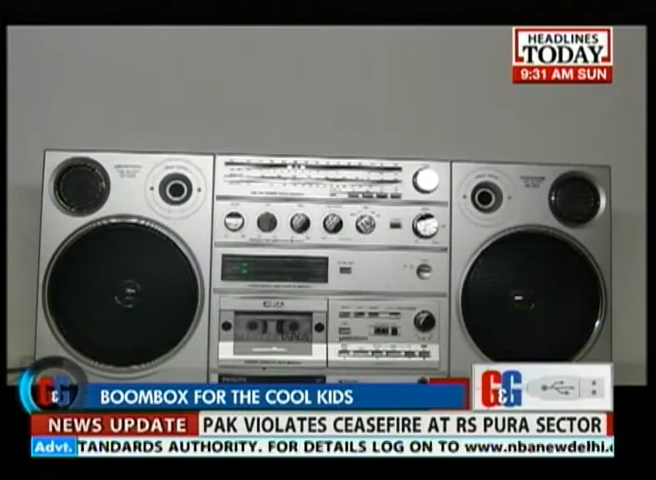 HEADLINES
TODAY
9:31 AM SUN
G&G
BOOMBOX FOR THE COOL KIDS
G&G
NEWS UPDATE PAK VIOLATES CEASEFIRE AT RS PURA SECTOR
Advt. TANDARDS AUTHORITY. FOR DETAILS LOG ON TO www.nbanewdelhi.